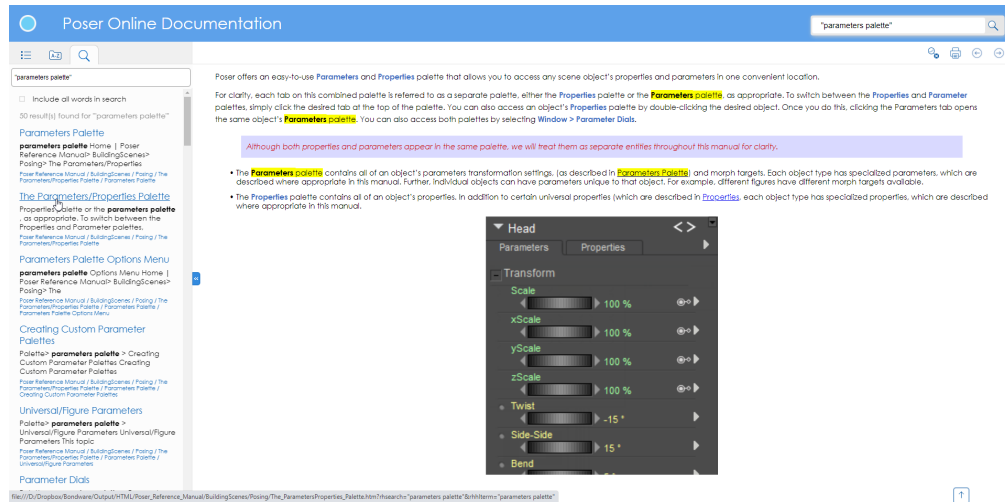 Poser Online Documentation
"parameters palette"
A-Z
"parameters palette"
Include all words in search
30 result(s) found for ""parameters palette"
Parameters Palette
parameters palette Home | Poser
Reference Manual> BuildingScenes>
Posing> The Parameters/Properties
Poser Reference Manual / BuildingScenes / Posing / The
Parameters/Properties Palette / Parameters Palette
The Parameters/Properties Palette
Properties palette or the parameters palette
, as appropriate. To switch between the
Properties and Parameter palettes,
Poser Reference Manual / BuildingScenes / Posing / The
Parameters/Properties Palette
Parameters Palette Options Menu
parameters palette Options Menu Home |
Poser Reference Manual> BuildingScenes>
Posing> The
Poser Reference Manual / BuildingScenes / Posing / The
Parameters/Properties Palette / Parameters Palette /
Parameters Palette Options Menu
Creating Custom Parameter
Palettes
Palette> parameters palette > Creating
Custom Parameter Palettes Creating
Custom Parameter Palettes
Poser Reference Manual / BuildingScenes / Posing / The
Parameters/Properties Palette / Parameters Palette /
Creating Custom Parameter Palettes
Universal/Figure Parameters
Palette> parameters palette >
Universal/Figure Parameters Universal/Figure
Parameters This topic
Poser Reference Manual / BuildingScenes / Posing / The
Parameters/Properties Palette / Parameters Palette /
Universal/Figure Parameters
Parameter Dials
Poser offers an easy-to-use Parameters and Properties palette that allows you to access any scene object's properties and parameters in one convenient location.
For clarity, each tab on this combined palette is referred to as a separate palette, either the Properties palette or the Parameters palette, as appropriate. To switch between the Properties and Parameter
palettes, simply click the desired tab at the top of the palette. You can also access an object's Properties palette by double-clicking the desired object. Once you do this, clicking the Parameters tab opens
the same object's Parameters palette. You can also access both palettes by selecting Window > Parameter Dials.
Although both properties and parameters appear in the same palette, we will treat them as separate entities throughout this manual for clarity.
• The Parameters palette contains all of an object's parameters transformation settings, (as described in Parameters Palette) and morph targets. Each object type has specialized parameters, which are
described where appropriate in this manual. Further, individual objects can have parameters unique to that object. For example, different figures have different morph targets available.
• The Properties palette contains all of an object's properties. In addition to certain universal properties (which are described in Properties, each object type has specialized properties, which are described
where appropriate in this manual.
Head
Parameters Properties
Transform
Scale
100 %
xScale
100 %
yScale
100 %
zScale
100 %
Twist
-15 °
Side-Side
15 °
Bend
file:///D:/Dropbox/Bondware/Output/HTML/Poser_Reference_Manual/BuildingScenes/Posing/The_ParametersProperties_Palette.htm?rhsearch="parameters palette"&rhhlterm="parameters palette"